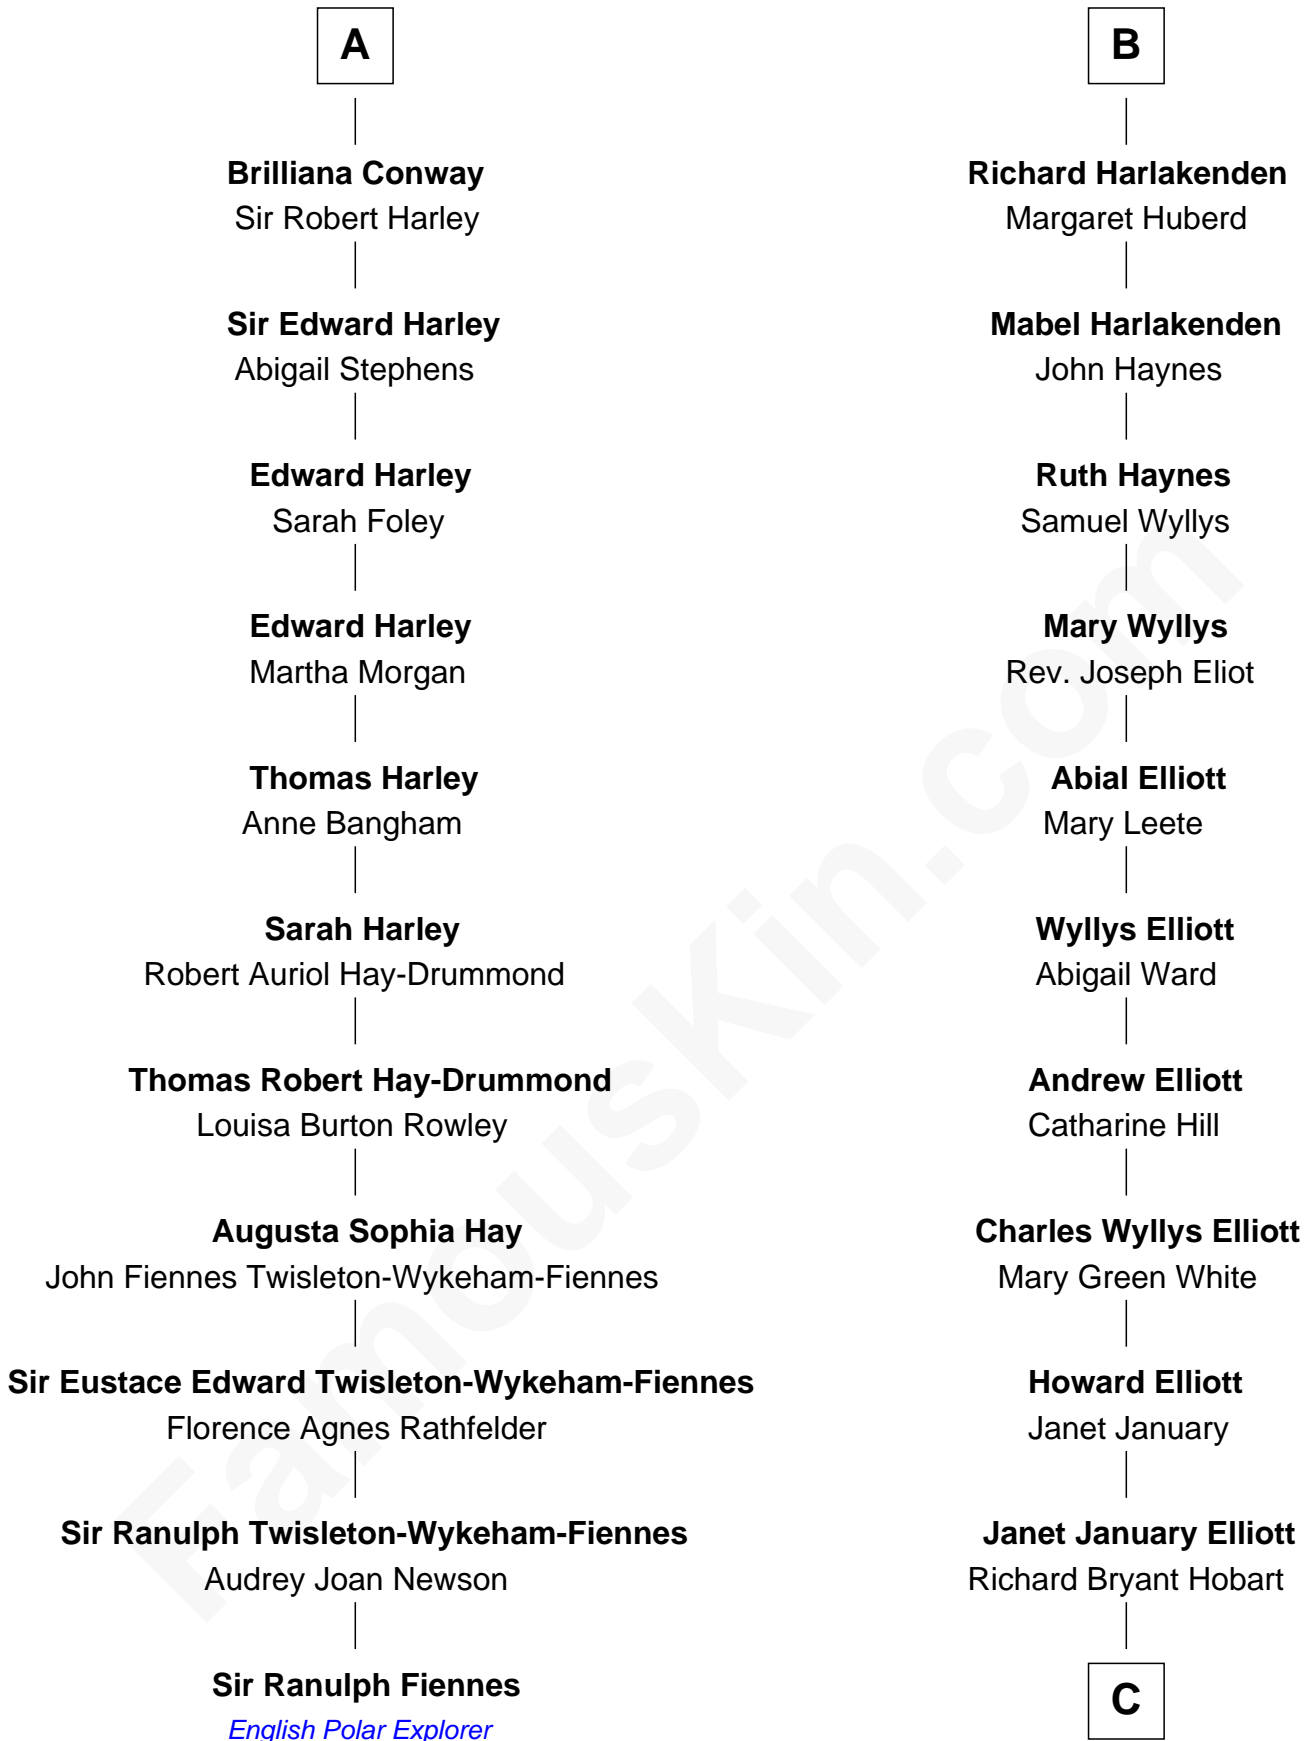 A
Brilliana Conway
Sir Robert Harley
Sir Edward Harley
Abigail Stephens
Edward Harley
Sarah Foley
Edward Harley
Martha Morgan
Thomas Harley
Anne Bangham
Sarah Harley
Robert Auriol Hay-Drummond
Thomas Robert Hay-Drummond
Louisa Burton Rowley
Augusta Sophia Hay
John Fiennes Twisleton-Wykeham-Fiennes
Sir Eustace Edward Twisleton-Wykeham-Fiennes
Florence Agnes Rathfelder
Sir Ranulph Twisleton-Wykeham-Fiennes
Audrey Joan Newson
Sir Ranulph Fiennes
English Polar Explorer
B
Richard Harlakenden
Margaret Huberd
Mabel Harlakenden
John Haynes
Ruth Haynes
Samuel Wyllys
Mary Wyllys
Rev. Joseph Eliot
Abial Elliott
Mary Leete
Wyllys Elliott
Abigail Ward
Andrew Elliott
Catharine Hill
Charles Wyllys Elliott
Mary Green White
Howard Elliott
Janet January
Janet January Elliott
Richard Bryant Hobart
C
FamousKin.com